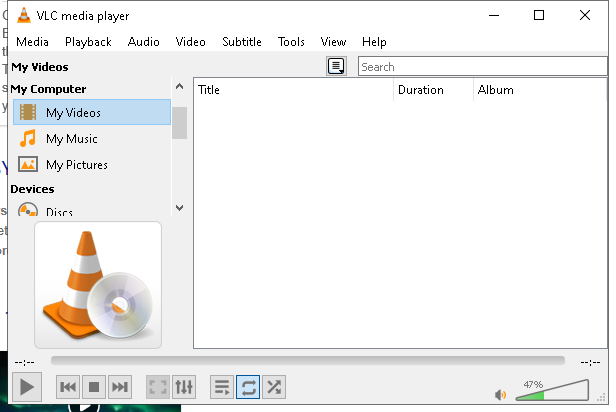 VLC media player
Media Playback Audio Video Subtitle Tools View Help
My Videos
Search
My Computer
Title Duration Album
My Videos
My Music
My Pictures
Devices
Discs
--:-- --:--
47%